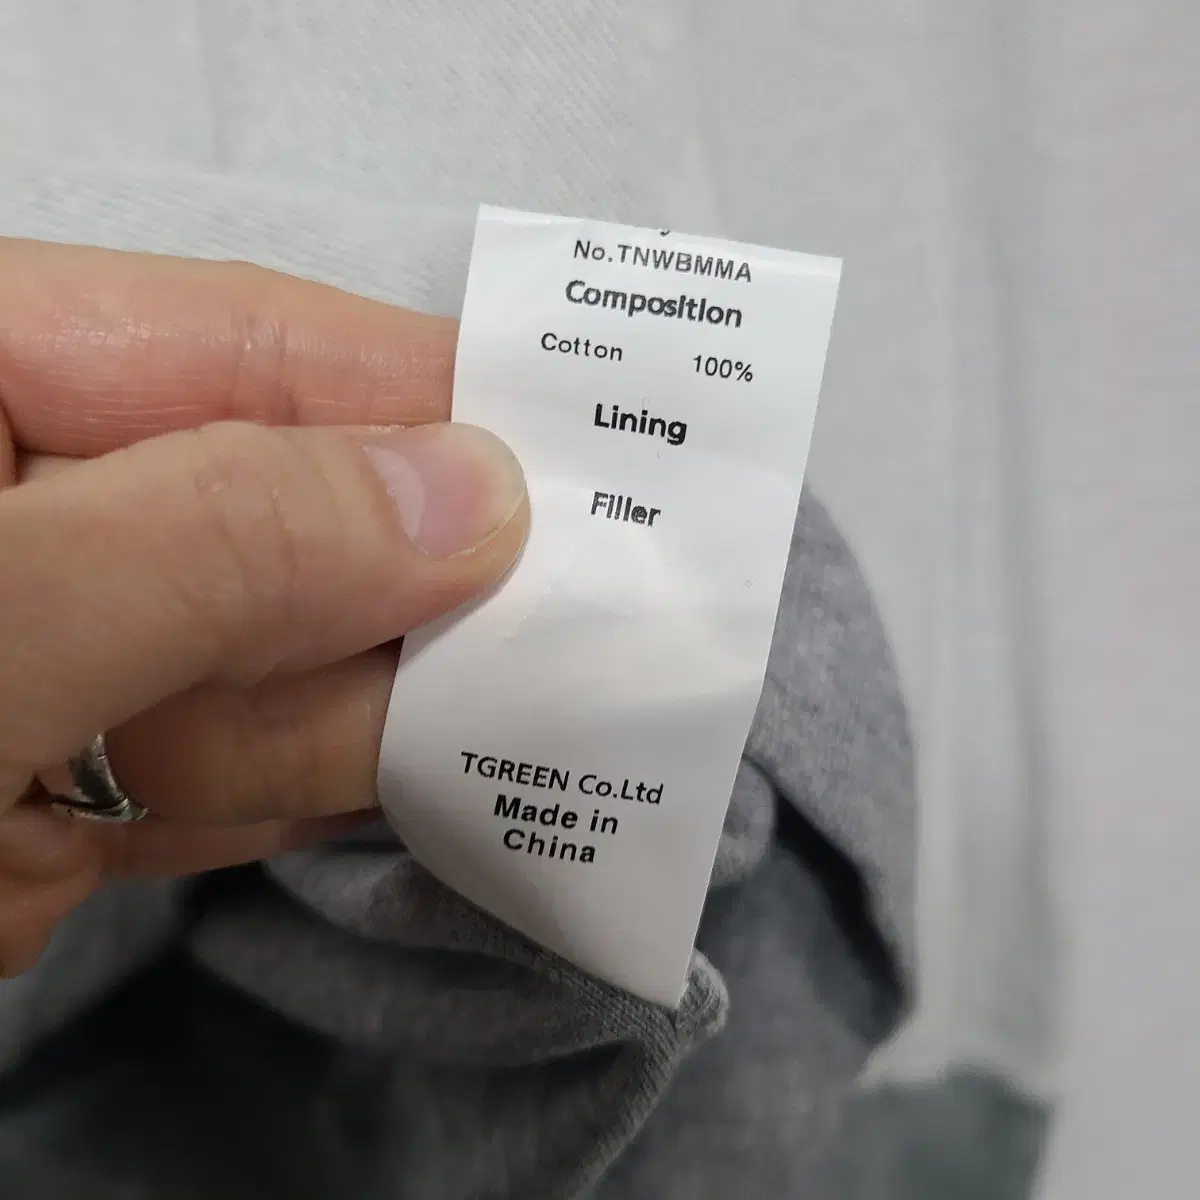 No.TNWBMMA
Composition
Cotton 100%
Lining
Filler
TGREEN Co.Ltd
Made in
China